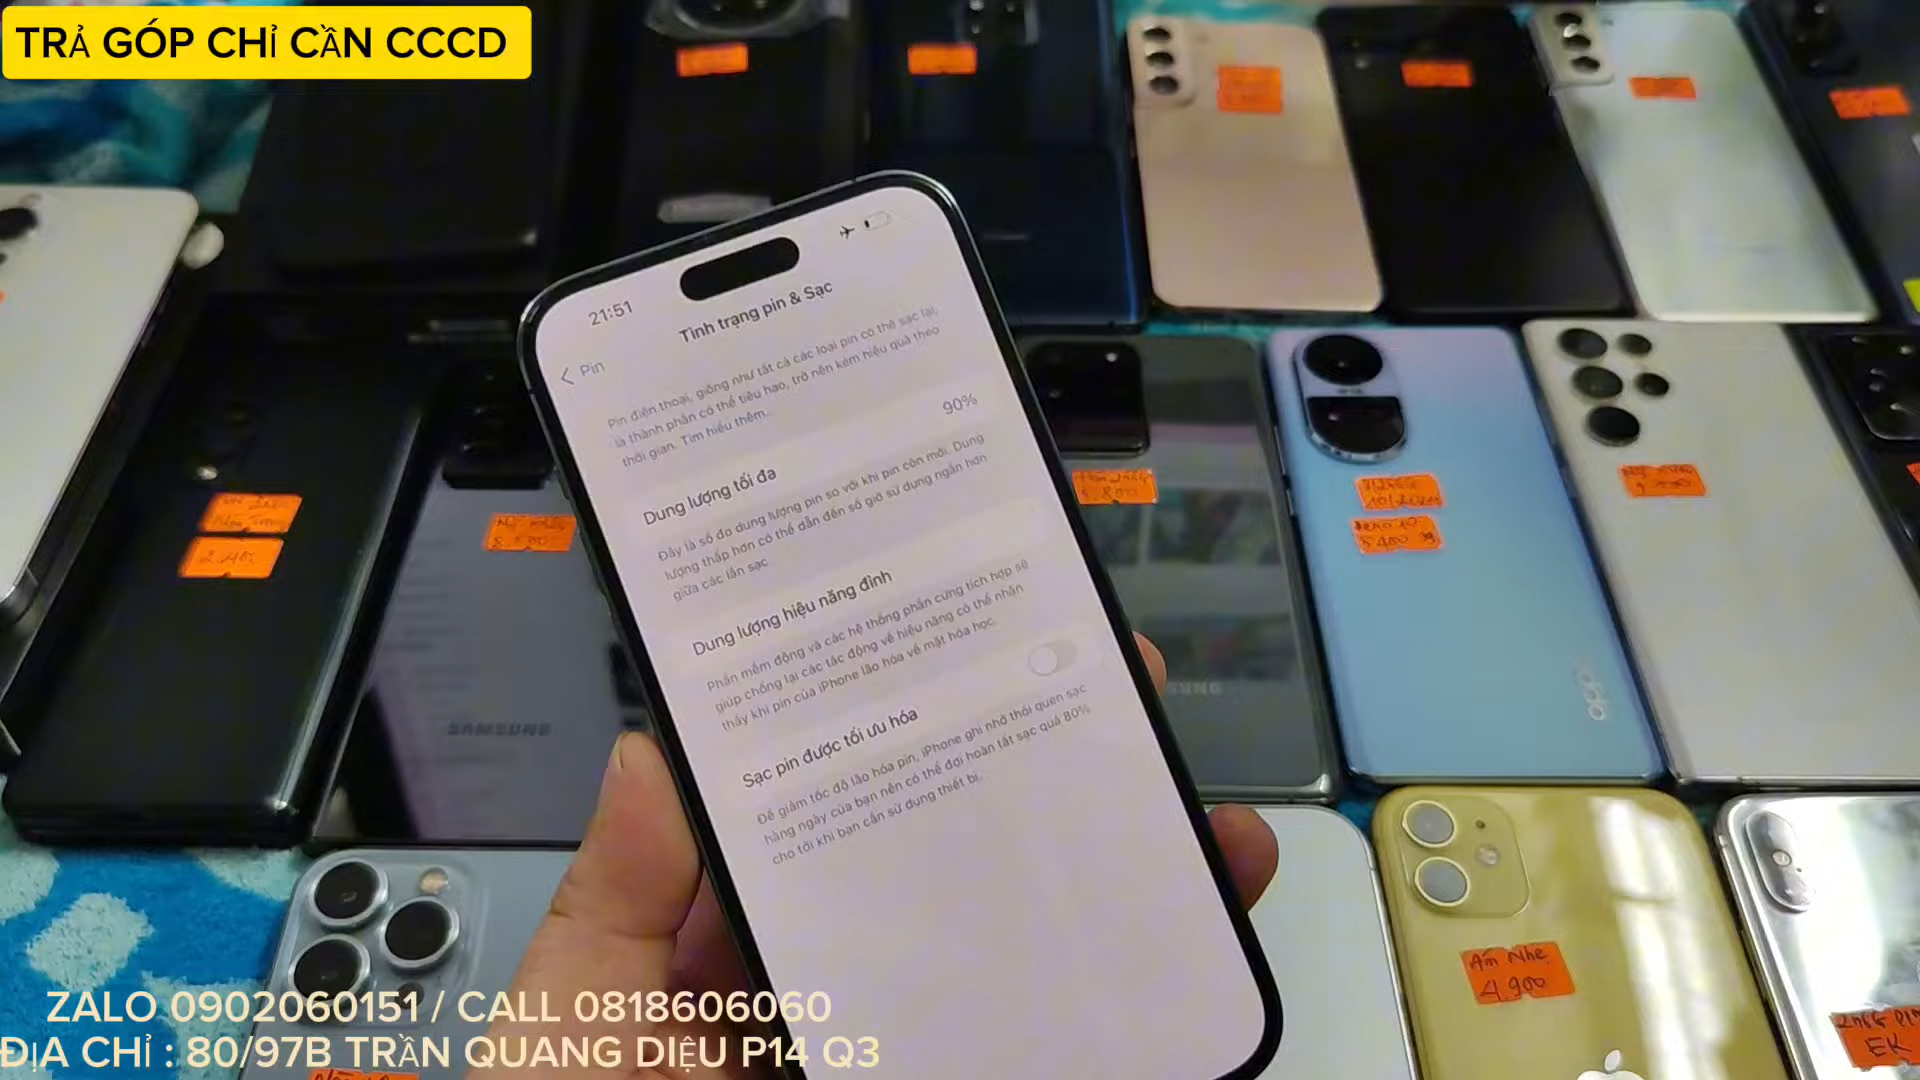 TRẢ GÓP CHỈ CẦN CCCD
21:51
Pin
Tình trạng pin & Sạc
Pin điện thoại, giống như tất cả các loại pin có thể sạc lại,
là thành phần có thể tiêu hao, trở nên kém hiệu quả theo
thời gian. Tìm hiểu thêm...
Dung lượng tối đa
90%
Đây là số đo dung lượng pin so với khi pin còn mới. Dung
lượng thấp hơn có thể dẫn đến số giờ sử dụng ngắn hơn
giữa các lần sạc.
Dung lượng hiệu năng đỉnh
Phần mềm động và các hệ thống phần cứng tích hợp sẽ
giúp chống lại các tác động về hiệu năng có thể nhận
thấy khi pin của iPhone lão hóa về mặt hóa học.
Sạc pin được tối ưu hóa
Để giảm tốc độ lão hóa pin, iPhone ghi nhớ thói quen sạc
hàng ngày của bạn nên có thể đợi hoàn tất sạc quá 80%
cho tới khi bạn cần sử dụng thiết bị.
SAMSUNG
oppo
Reno 10
5.400
Ám Nhẹ
4.900
EK
ZALO 0902060151 / CALL 0818606060
ĐỊA CHỈ : 80/97B TRẦN QUANG DIỆU P14 Q3